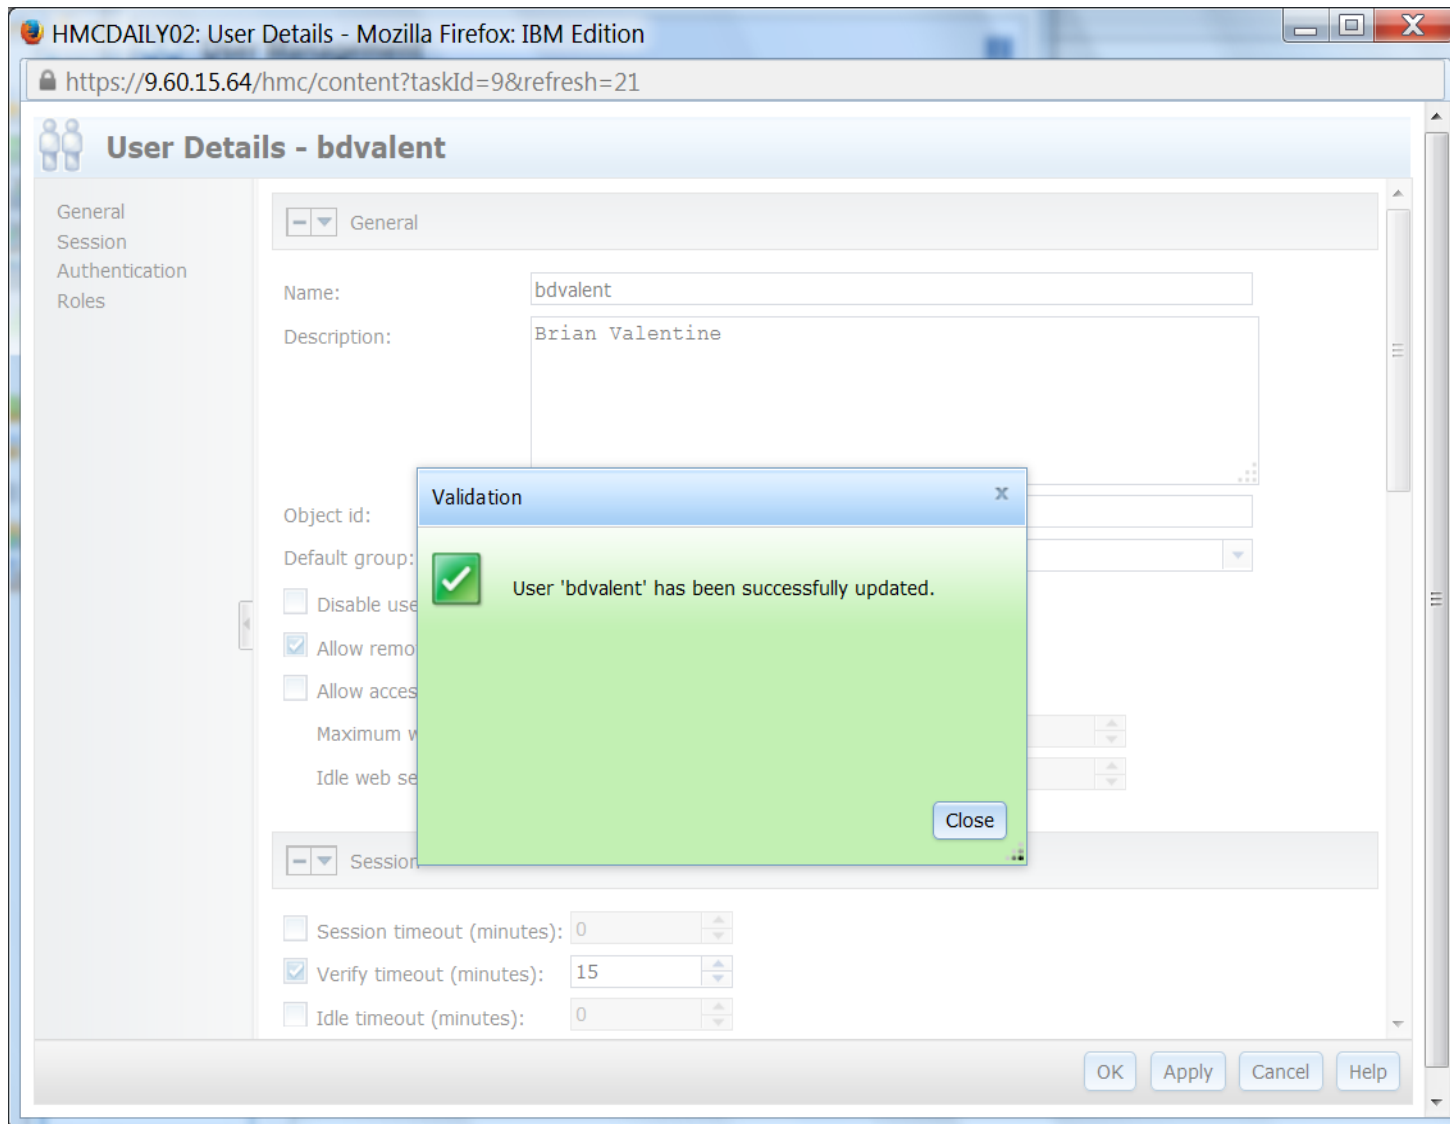 HMCDAILY02: User Details - Mozilla Firefox: IBM Edition
https://9.60.15.64/hmc/content?taskId=9&refresh=21
User Details - bdvalent
General
Session
Authentication
Roles
General
Name: bdvalent
Description: Brian Valentine
Object id:
Default group:
Disable use
Allow remo
Allow acces
Maximum w
Idle web se
Validation
x
User 'bdvalent' has been successfully updated.
Close
Session
Session timeout (minutes): 0
Verify timeout (minutes): 15
Idle timeout (minutes): 0
OK Apply Cancel Help